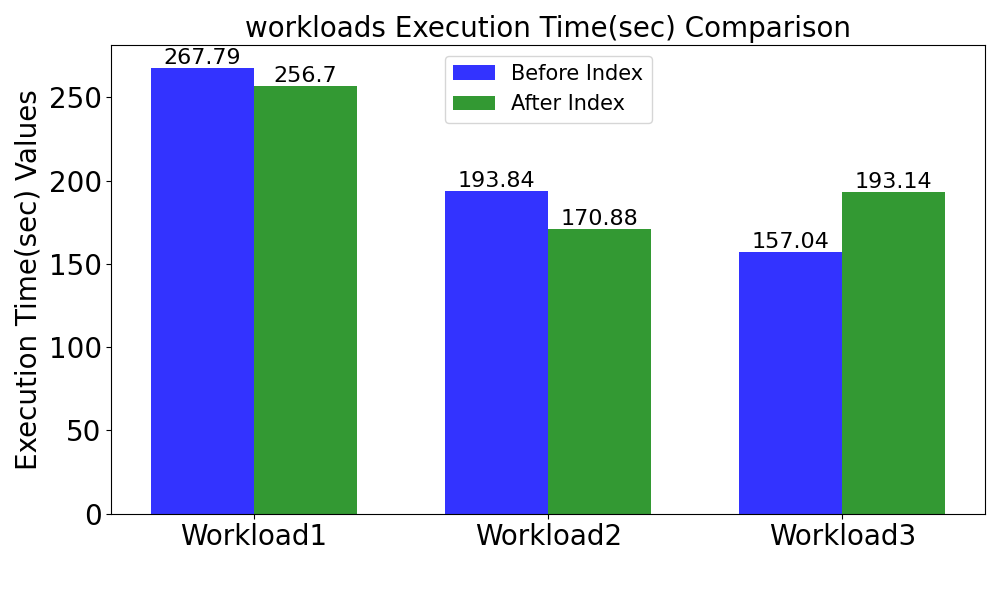 workloads Execution Time(sec) Comparison
Execution Time(sec) Values
250
200
150
100
50
0
267.79
256.7
193.84
170.88
157.04
193.14
Before Index
After Index
Workload1
Workload2
Workload3